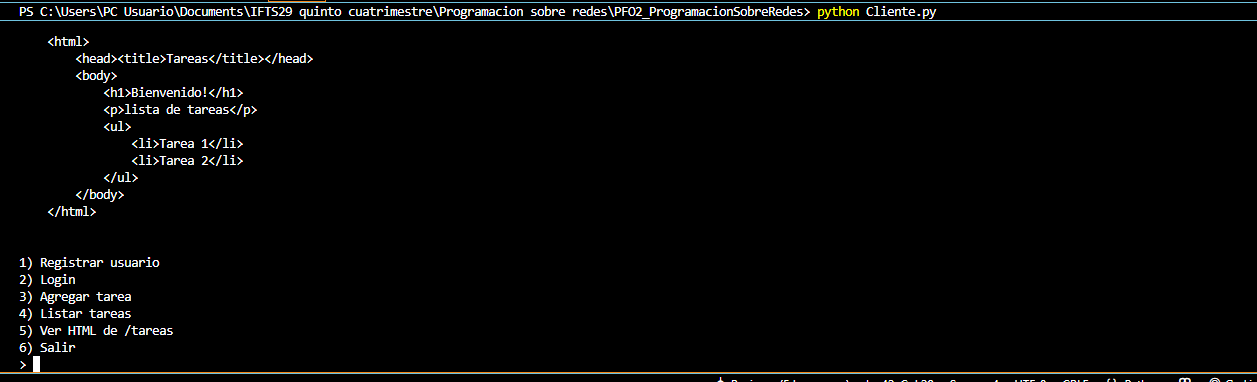 PS C:\Users\PC Usuario\Documents\IFTS29 quinto cuatrimestre\Programacion sobre redes\PFO2_ProgramacionSobreRedes> python Cliente.py
<html>
<head><title>Tareas</title></head>
<body>
<h1>Bienvenido!</h1>
<p>lista de tareas</p>
<ul>
<li>Tarea 1</li>
<li>Tarea 2</li>
</ul>
</body>
</html>
1) Registrar usuario
2) Login
3) Agregar tarea
4) Listar tareas
5) Ver HTML de /tareas
6) Salir
>